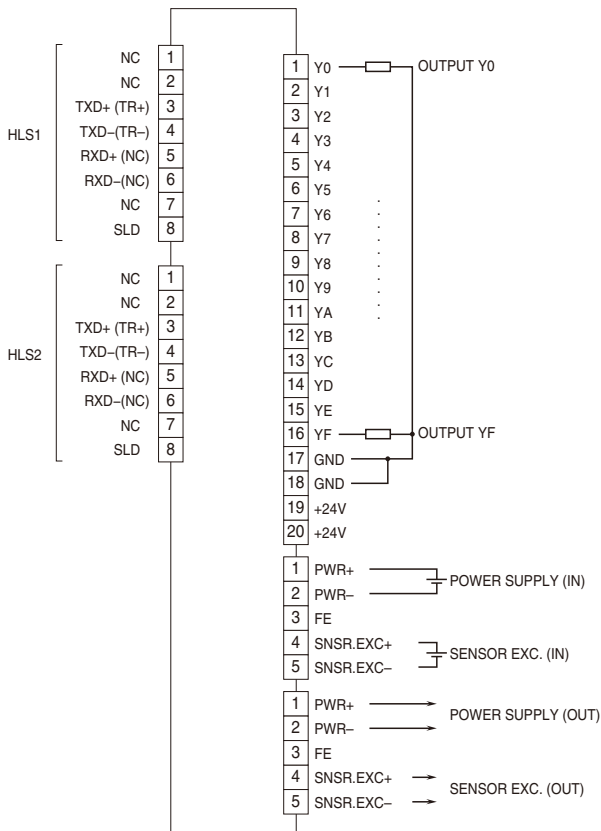 HLS1
NC 1
NC 2
TXD+ (TR+) 3
TXD–(TR–) 4
RXD+ (NC) 5
RXD–(NC) 6
NC 7
SLD 8
HLS2
NC 1
NC 2
TXD+ (TR+) 3
TXD–(TR–) 4
RXD+ (NC) 5
RXD–(NC) 6
NC 7
SLD 8
1 Y0 OUTPUT Y0
2 Y1
3 Y2
4 Y3
5 Y4
6 Y5
7 Y6
8 Y7
9 Y8
10 Y9
11 YA
12 YB
13 YC
14 YD
15 YE
16 YF OUTPUT YF
17 GND
18 GND
19 +24V
20 +24V
1 PWR+
POWER SUPPLY (IN)
2 PWR–
3 FE
4 SNSR.EXC+
SENSOR EXC. (IN)
5 SNSR.EXC–
1 PWR+
POWER SUPPLY (OUT)
2 PWR–
3 FE
4 SNSR.EXC+
SENSOR EXC. (OUT)
5 SNSR.EXC–